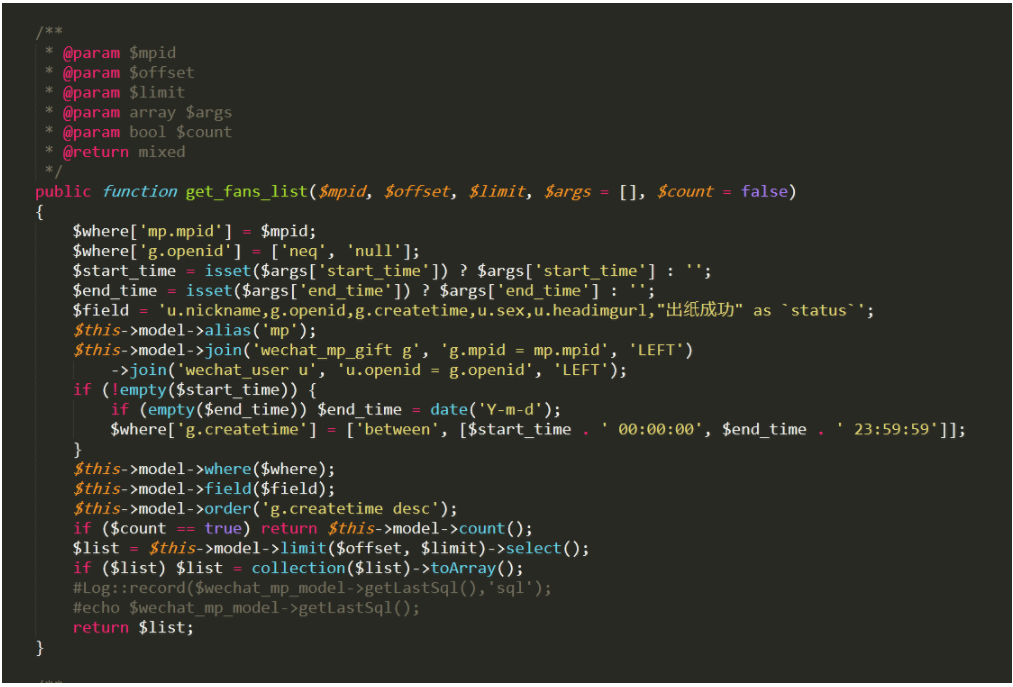 /**
 * @param $mpid
 * @param $offset
 * @param $limit
 * @param array $args
 * @param bool $count
 * @return mixed
 */
public function get_fans_list($mpid, $offset, $limit, $args = [], $count = false)
{
    $where['mp.mpid'] = $mpid;
    $where['g.openid'] = ['neq', 'null'];
    $start_time = isset($args['start_time']) ? $args['start_time'] : '';
    $end_time = isset($args['end_time']) ? $args['end_time'] : '';
    $field = 'u.nickname,g.openid,g.createtime,u.sex,u.headimgurl,"出纸成功" as `status`';
    $this->model->alias('mp');
    $this->model->join('wechat_mp_gift g', 'g.mpid = mp.mpid', 'LEFT')
        ->join('wechat_user u', 'u.openid = g.openid', 'LEFT');
    if (!empty($start_time)) {
        if (empty($end_time)) $end_time = date('Y-m-d');
        $where['g.createtime'] = ['between', [$start_time . ' 00:00:00', $end_time . ' 23:59:59']];
    }
    $this->model->where($where);
    $this->model->field($field);
    $this->model->order('g.createtime desc');
    if ($count == true) return $this->model->count();
    $list = $this->model->limit($offset, $limit)->select();
    if ($list) $list = collection($list)->toArray();
    #Log::record($wechat_mp_model->getLastSql(),'sql');
    #echo $wechat_mp_model->getLastSql();
    return $list;
}
/**